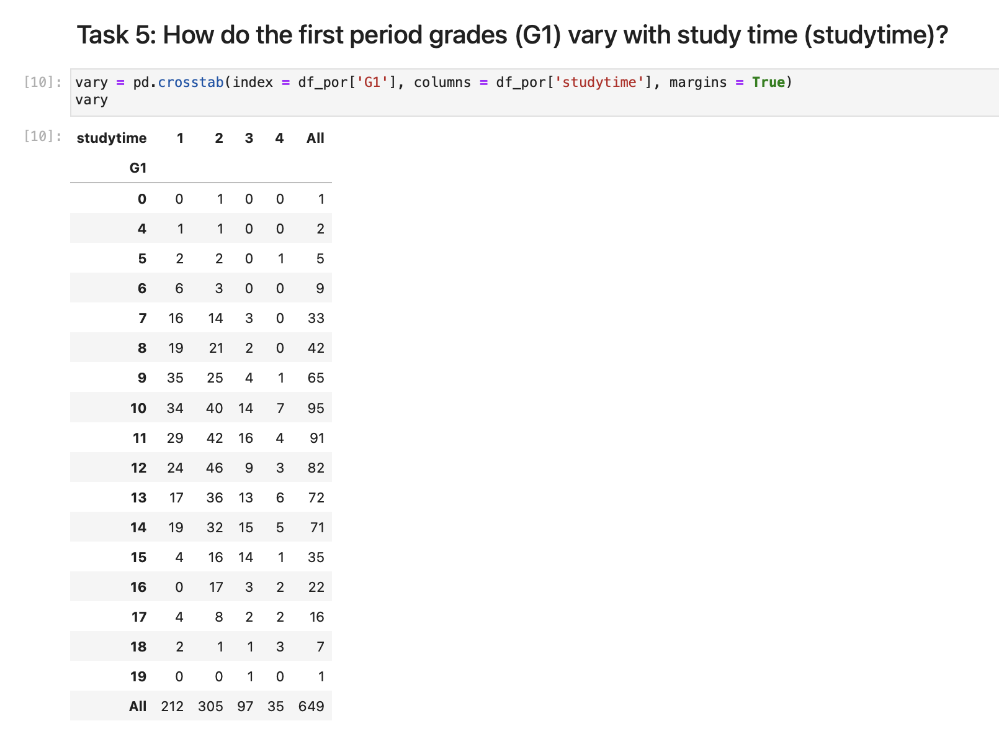 Task 5: How do the first period grades (G1) vary with study time (studytime)?
[10]: vary = pd.crosstab(index = df_por['G1'], columns = df_por['studytime'], margins = True)
vary
[10]: studytime 1 2 3 4 All
G1
0 0 1 0 0 1
4 1 1 0 0 2
5 2 2 0 1 5
6 6 3 0 0 9
7 16 14 3 0 33
8 19 21 2 0 42
9 35 25 4 1 65
10 34 40 14 7 95
11 29 42 16 4 91
12 24 46 9 3 82
13 17 36 13 6 72
14 19 32 15 5 71
15 4 16 14 1 35
16 0 17 3 2 22
17 4 8 2 2 16
18 2 1 1 3 7
19 0 0 1 0 1
All 212 305 97 35 649